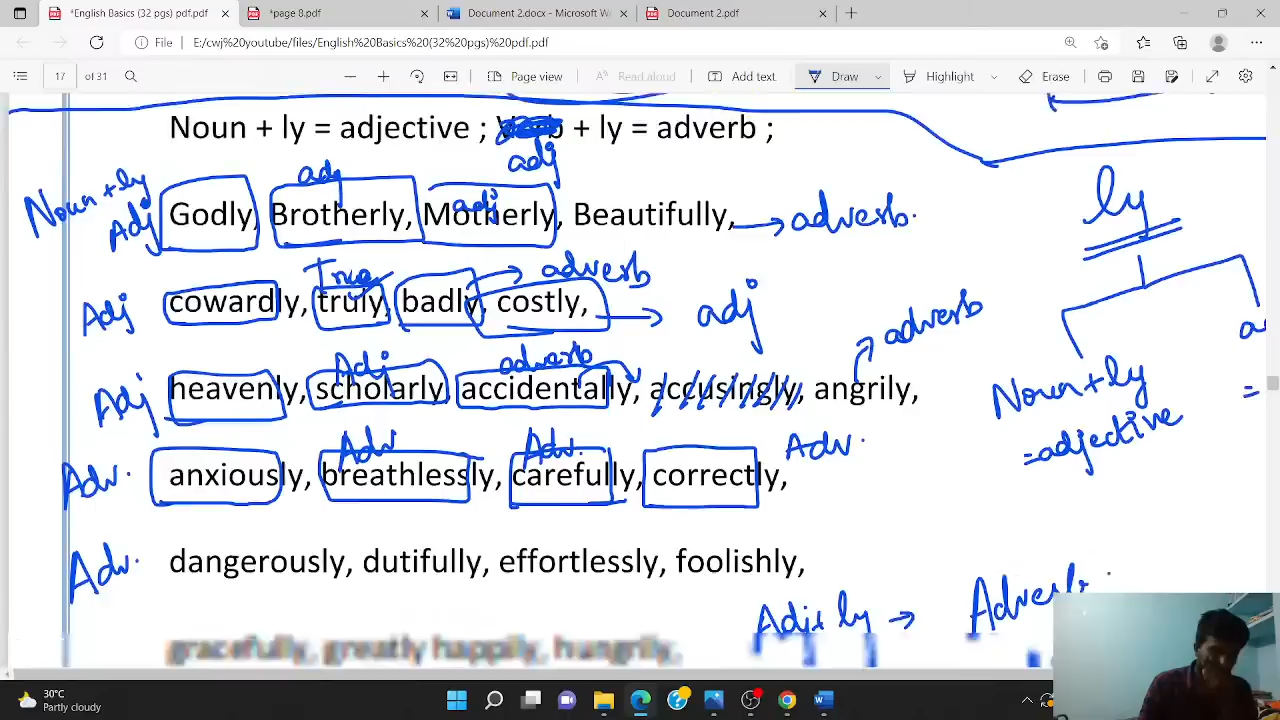 *English Basics (32 pgs) pdf.pdf
*page 8.pdf
Document 2.docx - Microsoft W
Document 2.pdf
File
E:/cwj%20youtube/files/English%20Basics%20(32%20pgs)%20pdf.pdf
17 of 31
Page view
Read aloud
Add text
Draw
Highlight
Erase
Noun + ly = adjective ; + ly = adverb ;
adj
Noun + ly
adj
adj
ly
Adj Godly, Brotherly, Motherly, Beautifully, → adverb.
True
adverb
Adj cowardly, truly, badly, costly, → adj
adverb
Adj
adverb
Adj heavenly, scholarly, accidentally, accusingly, angrily,
Noun + ly
= adjective
=
Adv
Adv.
Adv.
Adv. anxiously, breathlessly, carefully, correctly,
Adv. dangerously, dutifully, effortlessly, foolishly,
Adj + ly → Adverb
gracefully, greatly happily, hungrily,
30°C
Partly cloudy